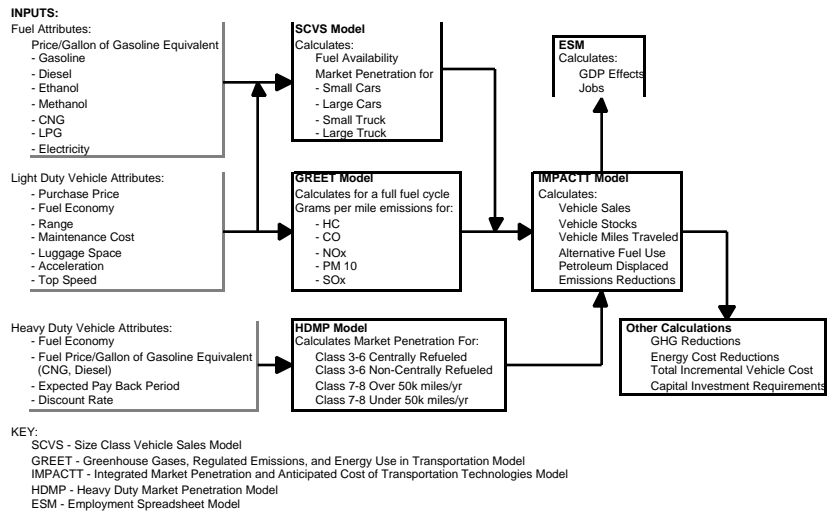 INPUTS:
Fuel Attributes:
Price/Gallon of Gasoline Equivalent
- Gasoline
- Diesel
- Ethanol
- Methanol
- CNG
- LPG
- Electricity
SCVS Model
Calculates:
Fuel Availability
Market Penetration for
- Small Cars
- Large Cars
- Small Truck
- Large Truck
ESM
Calculates:
GDP Effects
Jobs
Light Duty Vehicle Attributes:
- Purchase Price
- Fuel Economy
- Range
- Maintenance Cost
- Luggage Space
- Acceleration
- Top Speed
GREET Model
Calculates for a full fuel cycle
Grams per mile emissions for:
- HC
- CO
- NOx
- PM 10
- SOx
IMPACTT Model
Calculates:
Vehicle Sales
Vehicle Stocks
Vehicle Miles Traveled
Alternative Fuel Use
Petroleum Displaced
Emissions Reductions
Heavy Duty Vehicle Attributes:
- Fuel Economy
- Fuel Price/Gallon of Gasoline Equivalent
(CNG, Diesel)
- Expected Pay Back Period
- Discount Rate
HDMP Model
Calculates Market Penetration For:
Class 3-6 Centrally Refueled
Class 3-6 Non-Centrally Refueled
Class 7-8 Over 50k miles/yr
Class 7-8 Under 50k miles/yr
Other Calculations
GHG Reductions
Energy Cost Reductions
Total Incremental Vehicle Cost
Capital Investment Requirements
KEY:
SCVS - Size Class Vehicle Sales Model
GREET - Greenhouse Gases, Regulated Emissions, and Energy Use in Transportation Model
IMPACTT - Integrated Market Penetration and Anticipated Cost of Transportation Technologies Model
HDMP - Heavy Duty Market Penetration Model
ESM - Employment Spreadsheet Model